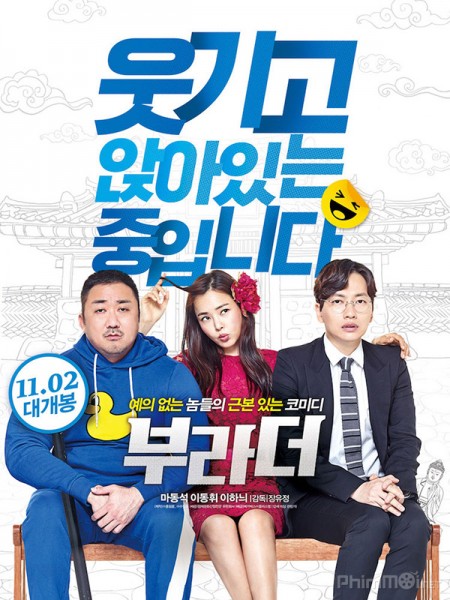 웃기고
앉아있는
중입니다
11.02
대개봉
예의 없는 놈들의 근본 있는 코미디
부라더
마동석 이동휘 이하늬 |감독| 장유정
PhimMoi